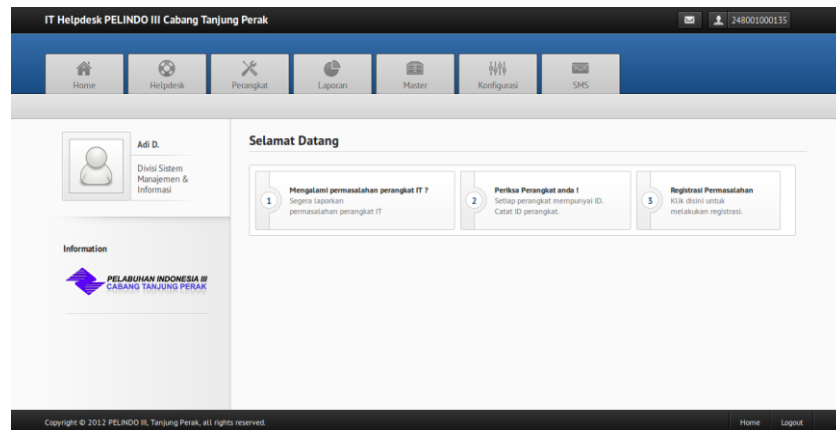 IT Helpdesk PELINDO III Cabang Tanjung Perak
248001000135
Home
Helpdesk
Perangkat
Laporan
Master
Konfigurasi
SMS
Adi D.
Divisi Sistem
Manajemen &
Informasi
Information
PELABUHAN INDONESIA III
CABANG TANJUNG PERAK
Selamat Datang
1
Mengalami permasalahan perangkat IT ?
Segera laporkan
permasalahan perangkat IT
2
Periksa Perangkat anda !
Setiap perangkat mempunyai ID.
Catat ID perangkat.
3
Registrasi Permasalahan
Klik disini untuk
melakukan registrasi.
Copyright © 2012 PELINDO III, Tanjung Perak, all rights reserved.
Home
Logout